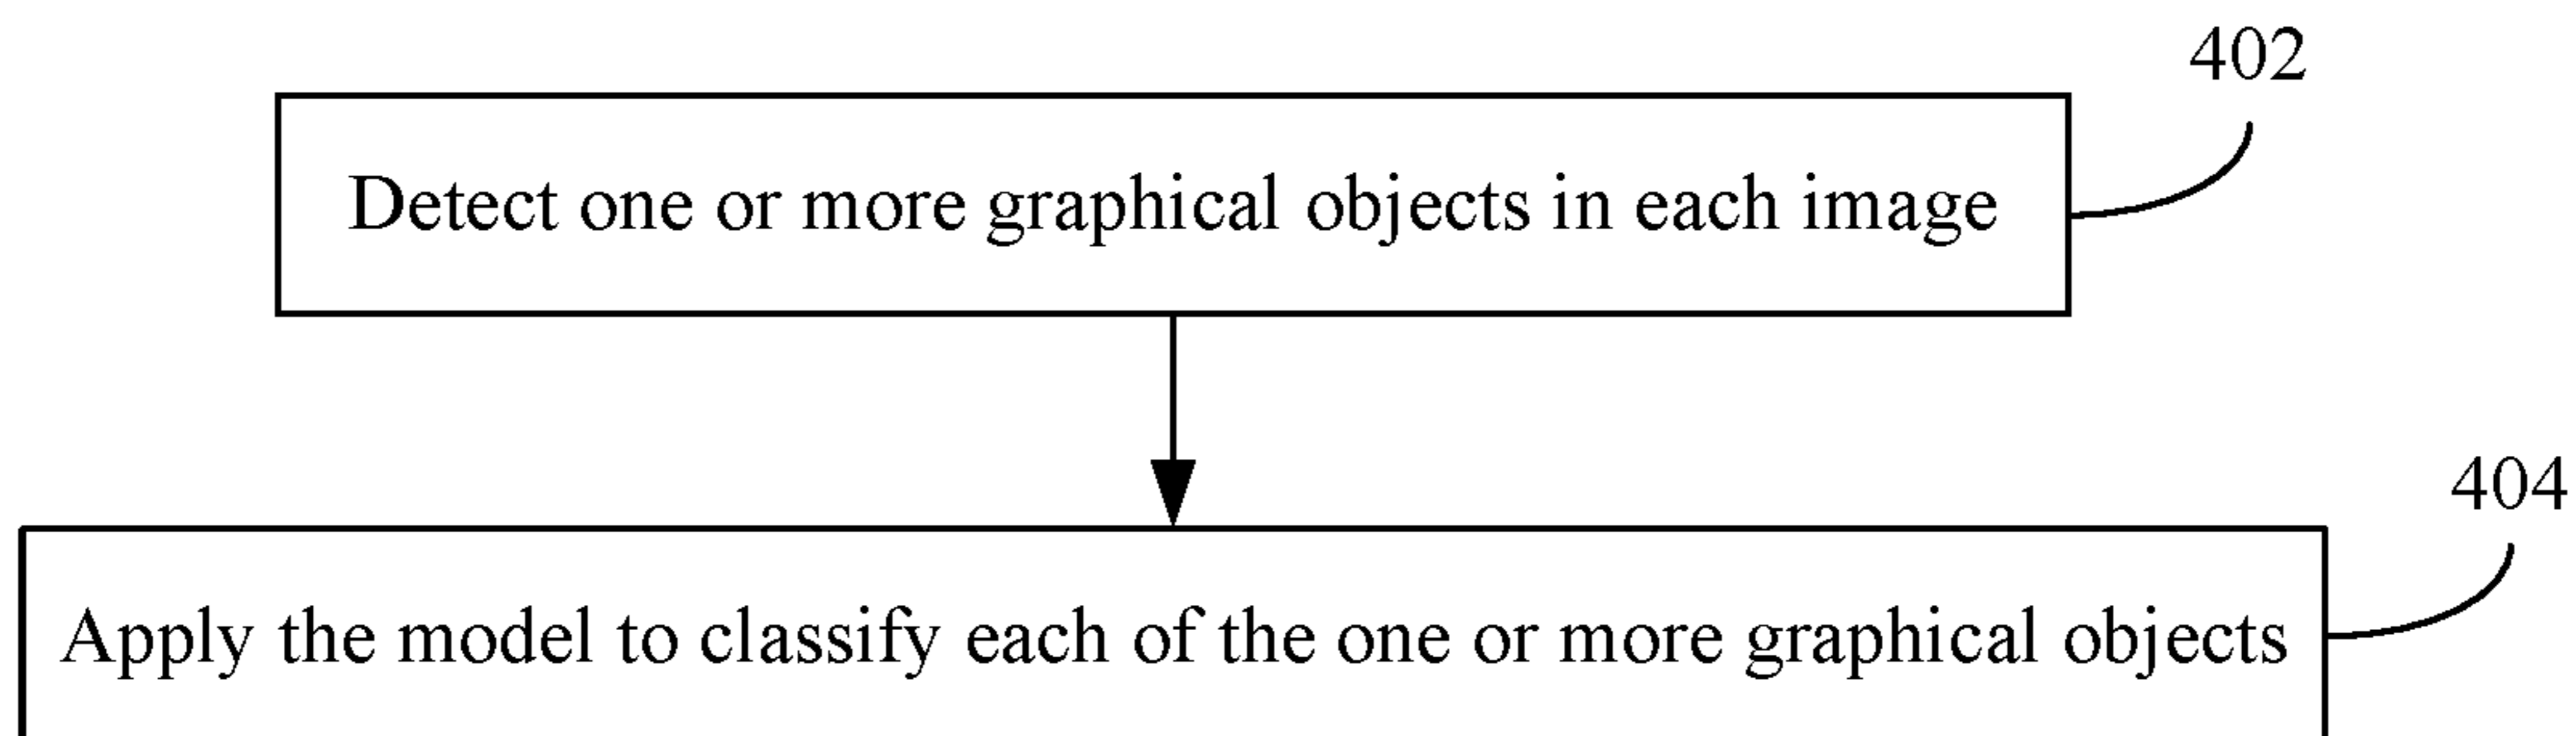 402
Detect one or more graphical objects in each image
404
Apply the model to classify each of the one or more graphical objects